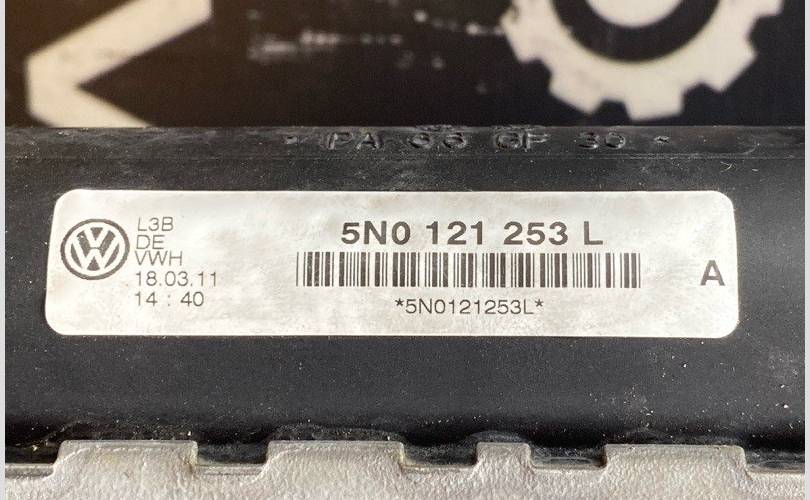 * PA 66 GF 30 *
L3B
DE
VWH
18.03.11
14 : 40
5N0 121 253 L
*5N0121253L*
A